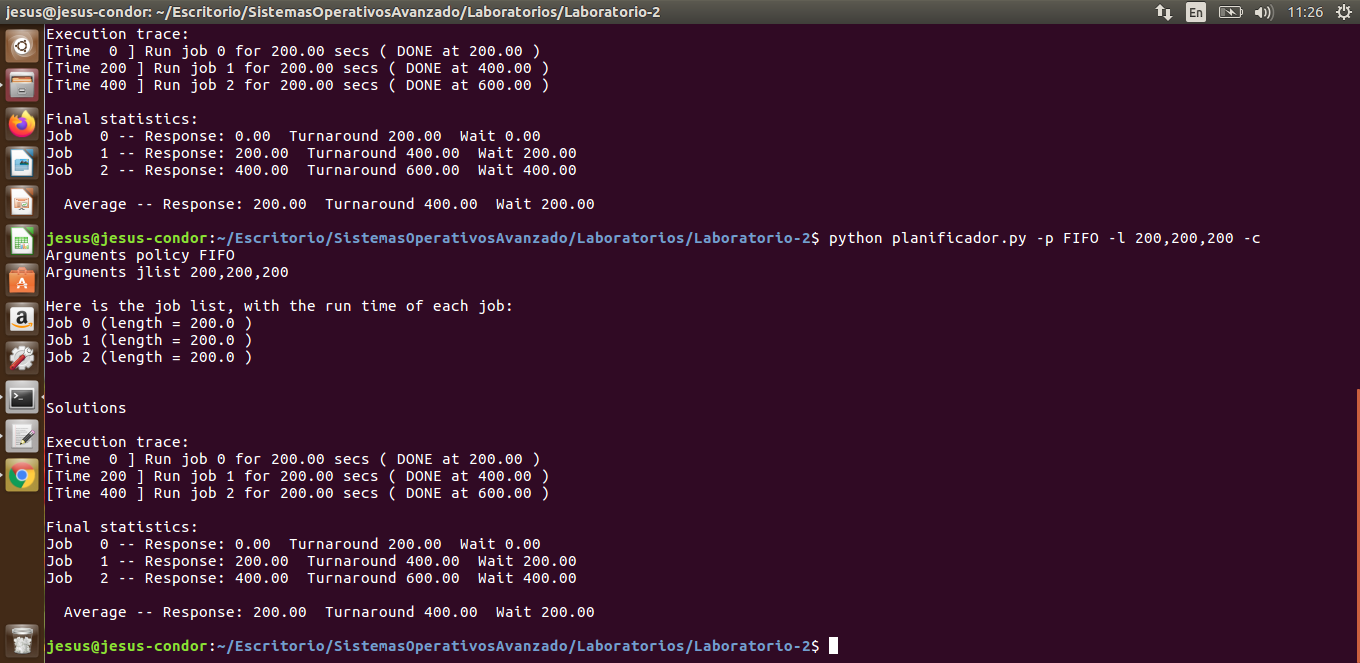 jesus@jesus-condor: ~/Escritorio/SistemasOperativosAvanzado/Laboratorios/Laboratorio-2 En 11:26
Execution trace:
[Time  0 ] Run job 0 for 200.00 secs ( DONE at 200.00 )
[Time 200 ] Run job 1 for 200.00 secs ( DONE at 400.00 )
[Time 400 ] Run job 2 for 200.00 secs ( DONE at 600.00 )
Final statistics:
Job   0 -- Response: 0.00  Turnaround 200.00  Wait 0.00
Job   1 -- Response: 200.00  Turnaround 400.00  Wait 200.00
Job   2 -- Response: 400.00  Turnaround 600.00  Wait 400.00
  Average -- Response: 200.00  Turnaround 400.00  Wait 200.00
jesus@jesus-condor:~/Escritorio/SistemasOperativosAvanzado/Laboratorios/Laboratorio-2$ python planificador.py -p FIFO -l 200,200,200 -c
Arguments policy FIFO
Arguments jlist 200,200,200
Here is the job list, with the run time of each job:
Job 0 (length = 200.0 )
Job 1 (length = 200.0 )
Job 2 (length = 200.0 )
Solutions
Execution trace:
[Time  0 ] Run job 0 for 200.00 secs ( DONE at 200.00 )
[Time 200 ] Run job 1 for 200.00 secs ( DONE at 400.00 )
[Time 400 ] Run job 2 for 200.00 secs ( DONE at 600.00 )
Final statistics:
Job   0 -- Response: 0.00  Turnaround 200.00  Wait 0.00
Job   1 -- Response: 200.00  Turnaround 400.00  Wait 200.00
Job   2 -- Response: 400.00  Turnaround 600.00  Wait 400.00
  Average -- Response: 200.00  Turnaround 400.00  Wait 200.00
jesus@jesus-condor:~/Escritorio/SistemasOperativosAvanzado/Laboratorios/Laboratorio-2$